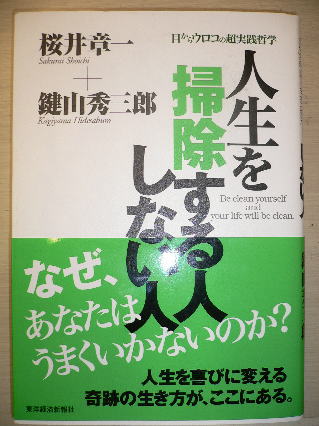 目からウロコの超実践哲学
桜井章一
Sakurai Shoichi
+
鍵山秀三郎
Kagiyama Hidesaburo
人生を
掃除する人
しない人
Be clean yourself
and
your life will be clean.
なぜ、
あなたは
うまくいかないのか?
人生を喜びに変える
奇跡の生き方が、ここにある。
東洋経済新報社